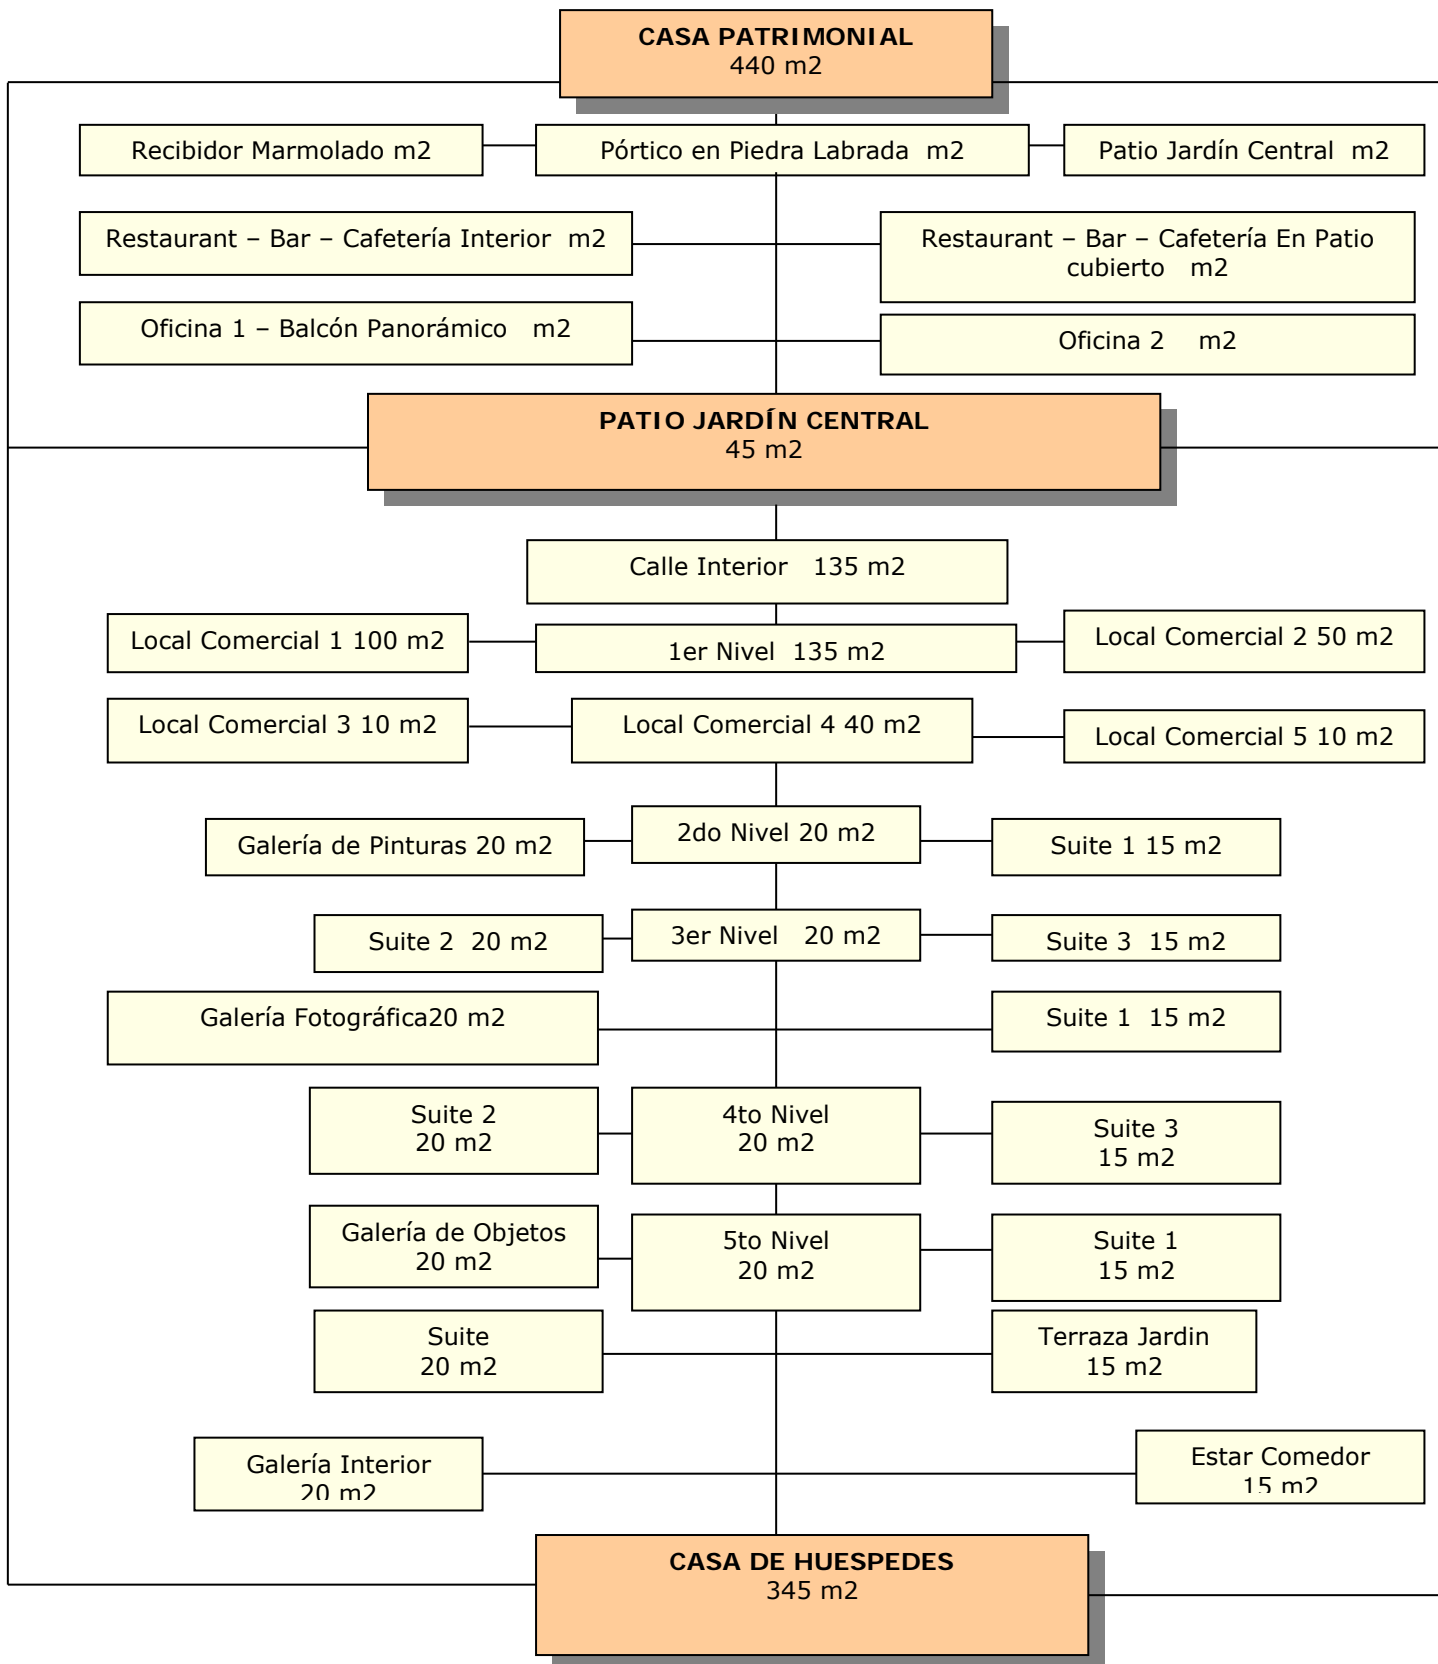 CASA PATRIMONIAL
440 m2
Recibidor Marmolado m2
Pórtico en Piedra Labrada m2
Patio Jardín Central m2
Restaurant – Bar – Cafetería Interior m2
Restaurant – Bar – Cafetería En Patio
cubierto m2
Oficina 1 – Balcón Panorámico m2
Oficina 2 m2
PATIO JARDÍN CENTRAL
45 m2
Calle Interior 135 m2
Local Comercial 1 100 m2
1er Nivel 135 m2
Local Comercial 2 50 m2
Local Comercial 3 10 m2
Local Comercial 4 40 m2
Local Comercial 5 10 m2
Galería de Pinturas 20 m2
2do Nivel 20 m2
Suite 1 15 m2
Suite 2 20 m2
3er Nivel 20 m2
Suite 3 15 m2
Galería Fotográfica20 m2
Suite 1 15 m2
Suite 2
20 m2
4to Nivel
20 m2
Suite 3
15 m2
Galería de Objetos
20 m2
5to Nivel
20 m2
Suite 1
15 m2
Suite
20 m2
Terraza Jardin
15 m2
Galería Interior
20 m2
Estar Comedor
15 m2
CASA DE HUESPEDES
345 m2